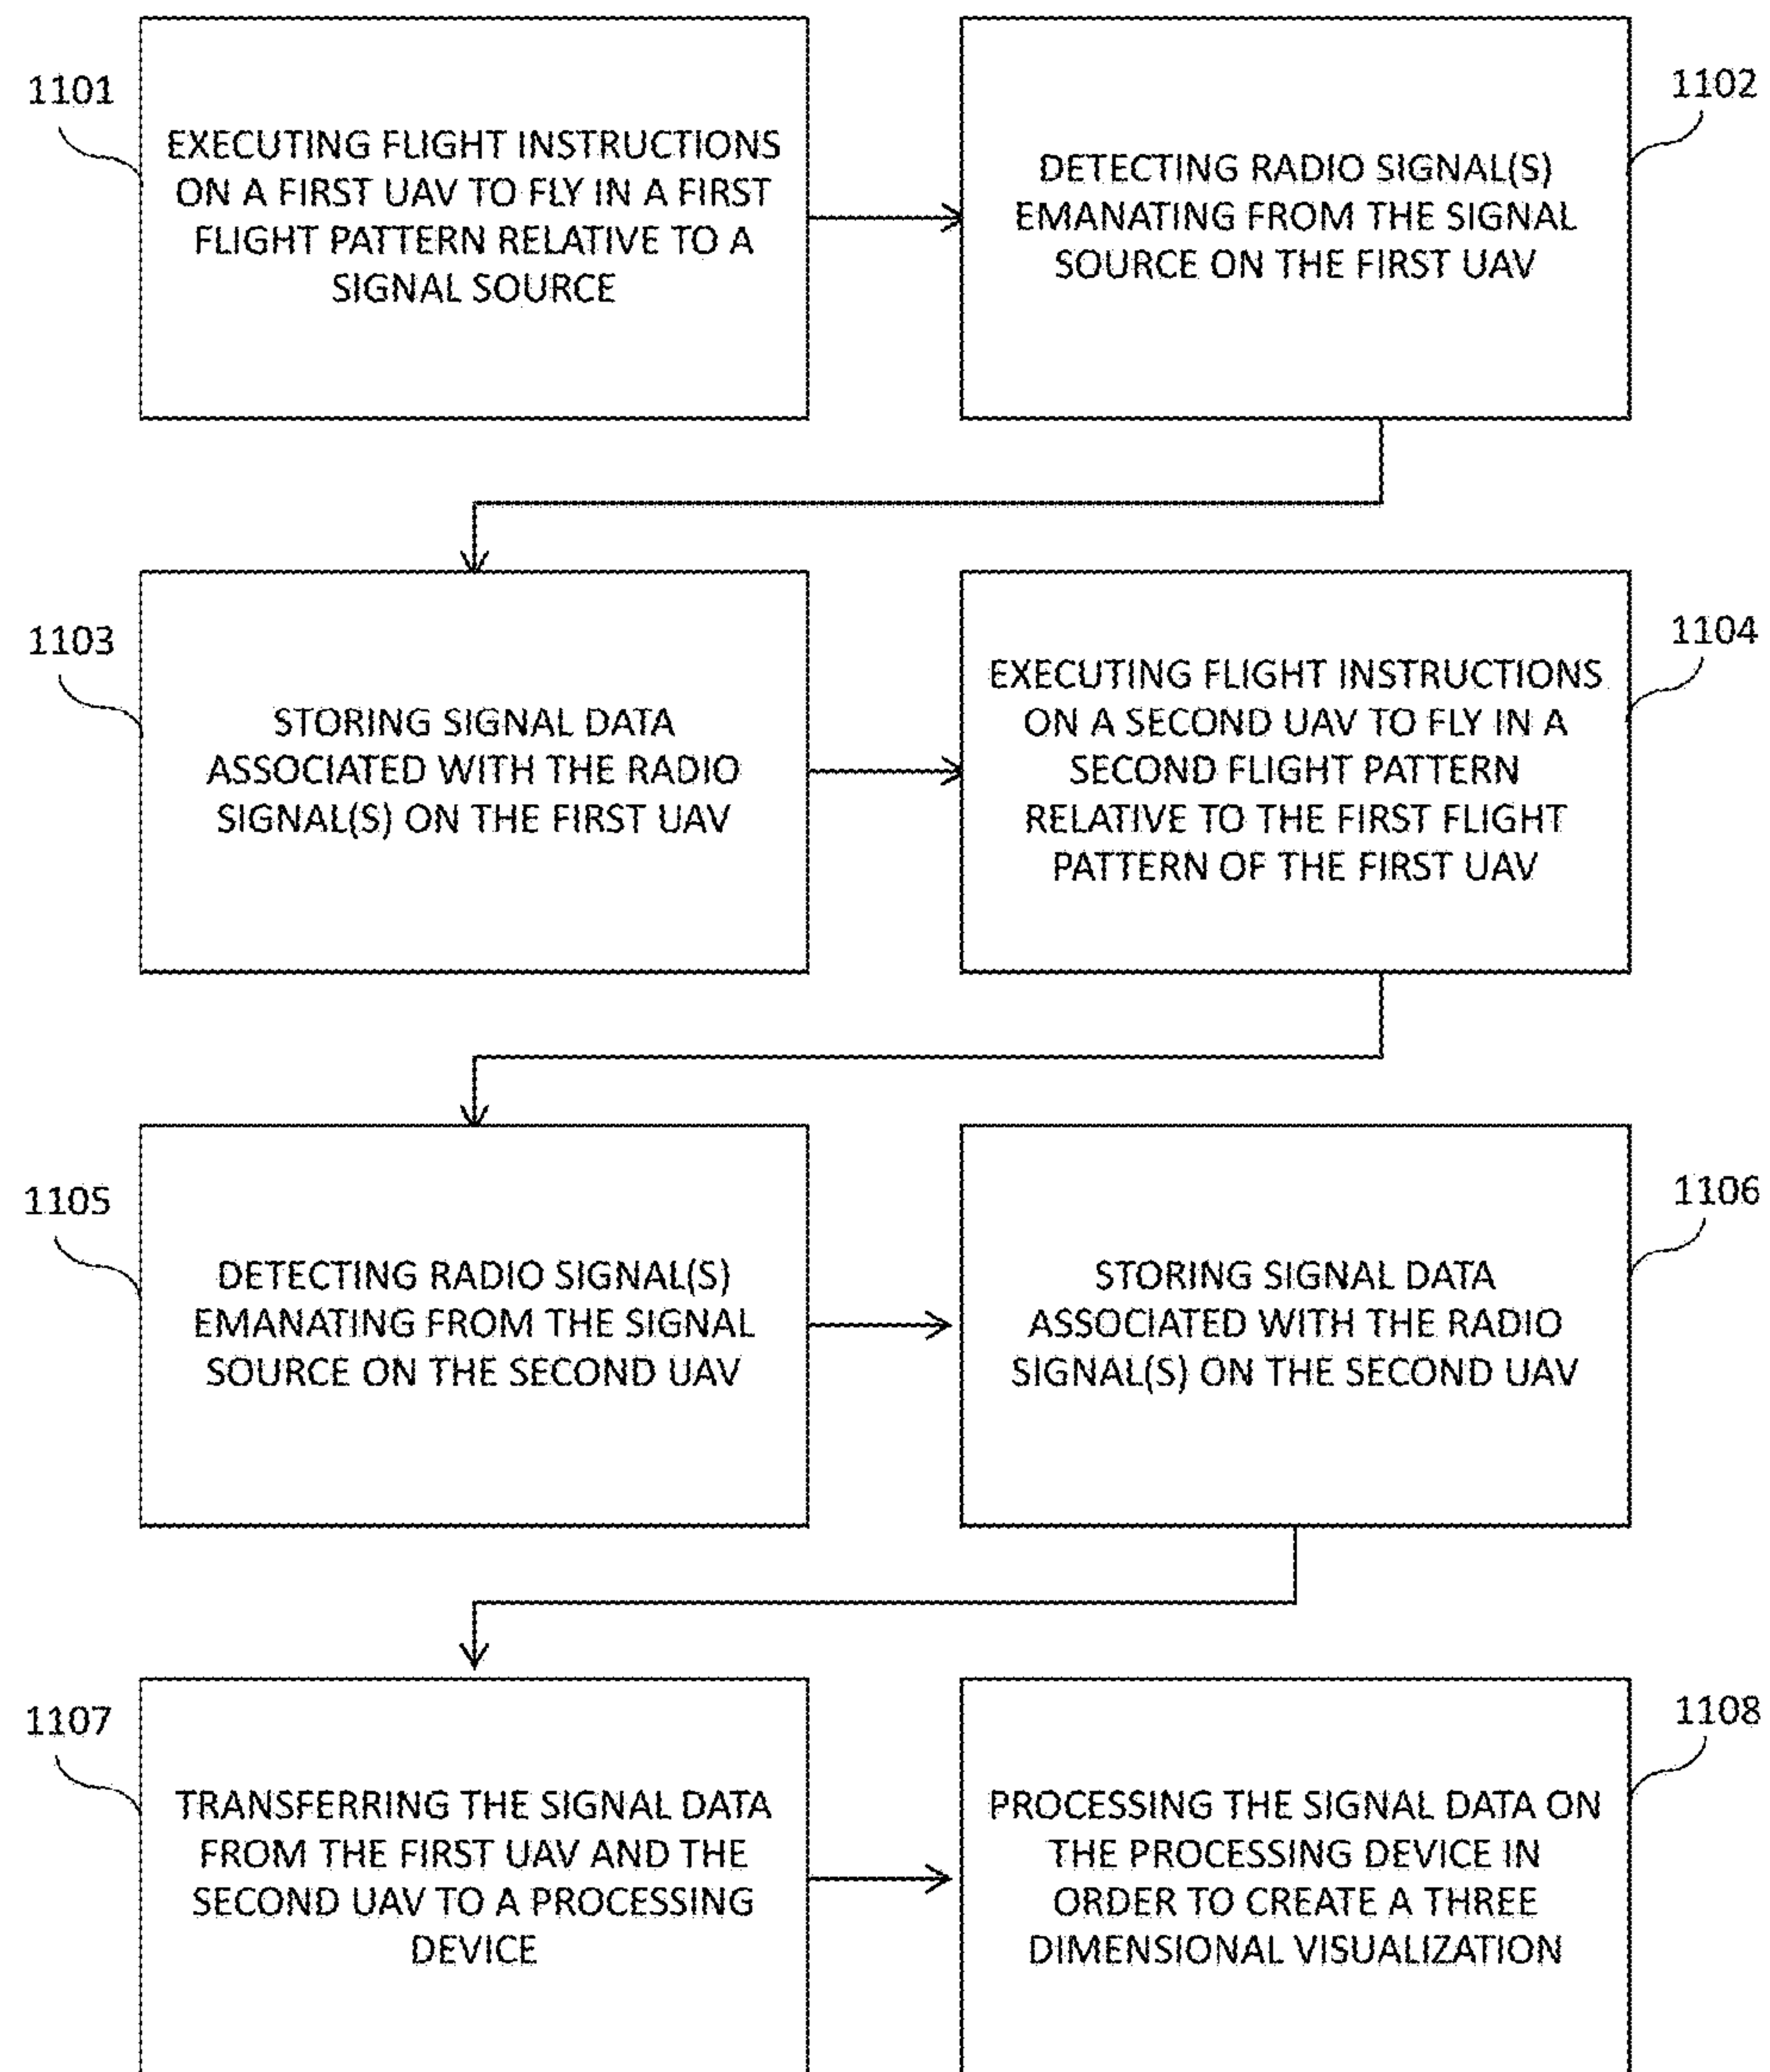 1101
EXECUTING FLIGHT INSTRUCTIONS
ON A FIRST UAV TO FLY IN A FIRST
FLIGHT PATTERN RELATIVE TO A
SIGNAL SOURCE
1102
DETECTING RADIO SIGNAL(S)
EMANATING FROM THE SIGNAL
SOURCE ON THE FIRST UAV
1103
STORING SIGNAL DATA
ASSOCIATED WITH THE RADIO
SIGNAL(S) ON THE FIRST UAV
1104
EXECUTING FLIGHT INSTRUCTIONS
ON A SECOND UAV TO FLY IN A
SECOND FLIGHT PATTERN
RELATIVE TO THE FIRST FLIGHT
PATTERN OF THE FIRST UAV
1105
DETECTING RADIO SIGNAL(S)
EMANATING FROM THE SIGNAL
SOURCE ON THE SECOND UAV
1106
STORING SIGNAL DATA
ASSOCIATED WITH THE RADIO
SIGNAL(S) ON THE SECOND UAV
1107
TRANSFERRING THE SIGNAL DATA
FROM THE FIRST UAV AND THE
SECOND UAV TO A PROCESSING
DEVICE
1108
PROCESSING THE SIGNAL DATA ON
THE PROCESSING DEVICE IN
ORDER TO CREATE A THREE
DIMENSIONAL VISUALIZATION